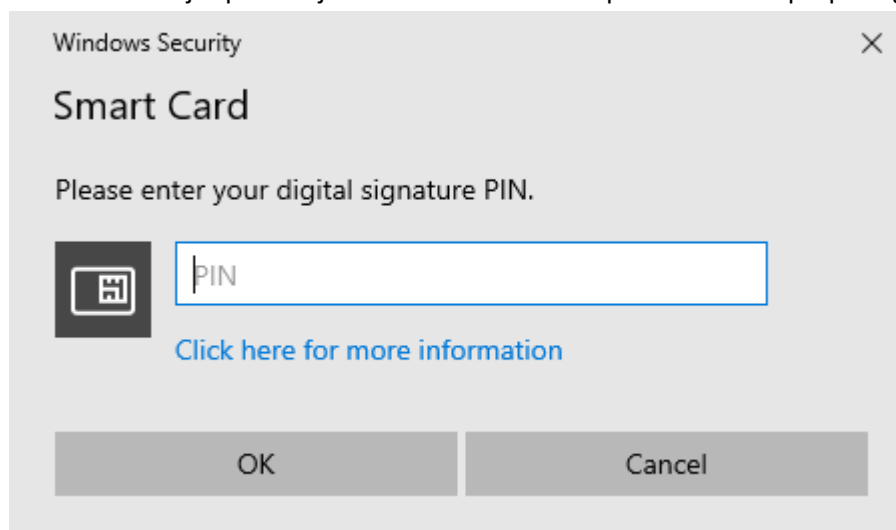 Windows Security
Smart Card
Please enter your digital signature PIN.
PIN
Click here for more information
OK
Cancel